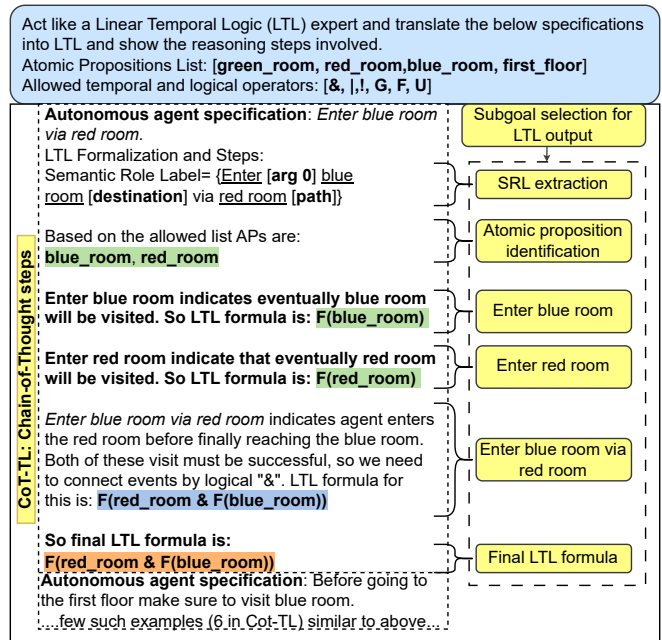 Act like a Linear Temporal Logic (LTL) expert and translate the below specifications
into LTL and show the reasoning steps involved.
Atomic Propositions List: [green_room, red_room,blue_room, first_floor]
Allowed temporal and logical operators: [&, |,!, G, F, U]
Autonomous agent specification: Enter blue room
via red room.
LTL Formalization and Steps:
Semantic Role Label= {Enter [arg 0] blue
room [destination] via red room [path]}
Based on the allowed list APs are:
blue_room, red_room
Enter blue room indicates eventually blue room
will be visited. So LTL formula is: F(blue_room)
Enter red room indicate that eventually red room
will be visited. So LTL formula is: F(red_room)
Enter blue room via red room indicates agent enters
the red room before finally reaching the blue room.
Both of these visit must be successful, so we need
to connect events by logical "&". LTL formula for
this is: F(red_room & F(blue_room))
So final LTL formula is:
F(red_room & F(blue_room))
Autonomous agent specification: Before going to
the first floor make sure to visit blue room.
....few such examples (6 in Cot-TL) similar to above...
CoT-TL: Chain-of-Thought steps
Subgoal selection for
LTL output
SRL extraction
Atomic proposition
identification
Enter blue room
Enter red room
Enter blue room via
red room
Final LTL formula